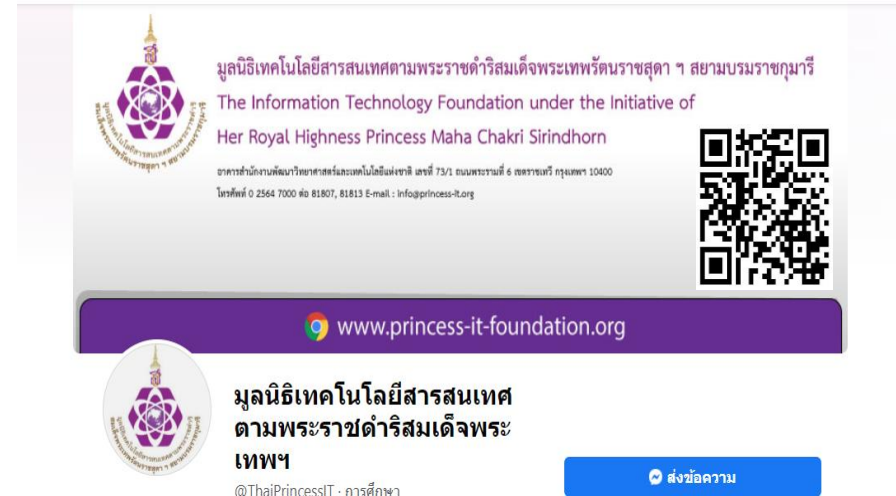 มูลนิธิเทคโนโลยีสารสนเทศตามพระราชดำริสมเด็จพระเทพรัตนราชสุดา ฯ สยามบรมราชกุมารี
The Information Technology Foundation under the Initiative of
Her Royal Highness Princess Maha Chakri Sirindhorn
อาคารสำนักงานพัฒนาวิทยาศาสตร์และเทคโนโลยีแห่งชาติ เลขที่ 73/1 ถนนพระรามที่ 6 เขตราชเทวี กรุงเทพฯ 10400
โทรศัพท์ 0 2564 7000 ต่อ 81807, 81813 E-mail : info@princess-it.org
www.princess-it-foundation.org
มูลนิธิเทคโนโลยีสารสนเทศ
ตามพระราชดำริสมเด็จพระ
เทพฯ
@ThaiPrincessIT · การศึกษา
ส่งข้อความ